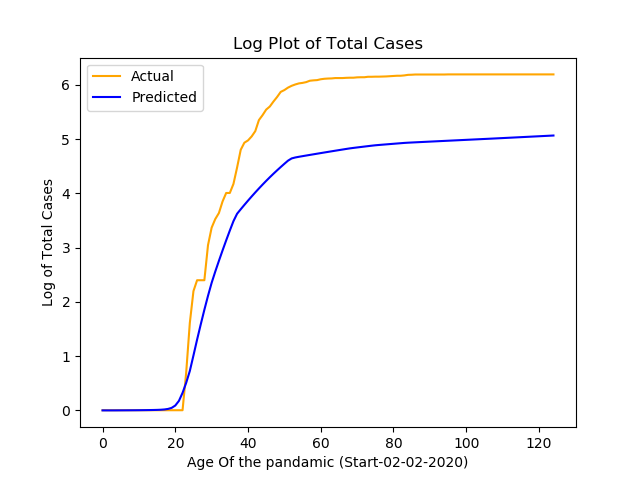 Log Plot of Total Cases
Actual
Predicted
Log of Total Cases
6
5
4
3
2
1
0
0 20 40 60 80 100 120
Age Of the pandamic (Start-02-02-2020)